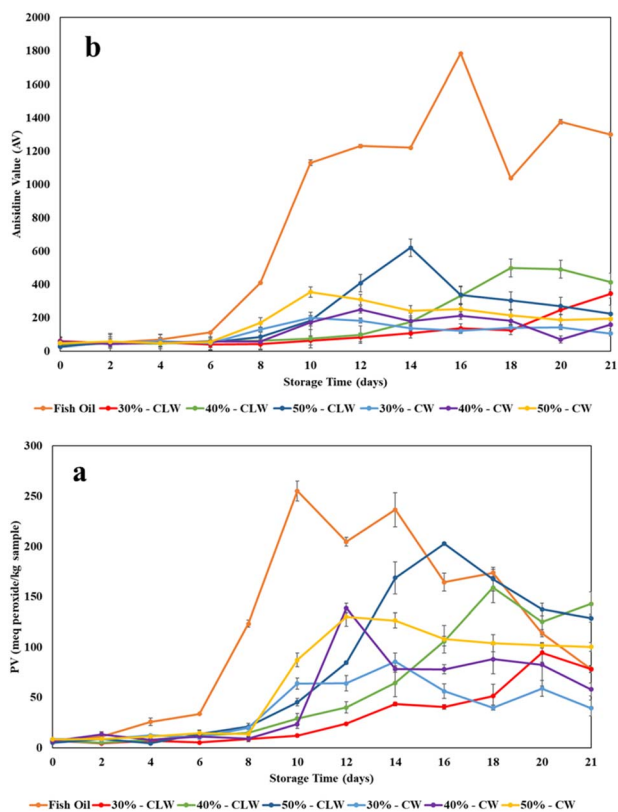 b
2000
1800
1600
1400
1200
1000
800
600
400
200
0
Anisidine Value (AV)
0 2 4 6 8 10 12 14 16 18 20 21
Storage Time (days)
Fish Oil 30% - CLW 40% - CLW 50% - CLW 30% - CW 40% - CW 50% - CW
a
300
250
200
150
100
50
0
PV (meq peroxide/kg sample)
0 2 4 6 8 10 12 14 16 18 20 21
Storage Time (days)
Fish Oil 30% - CLW 40% - CLW 50% - CLW 30% - CW 40% - CW 50% - CW